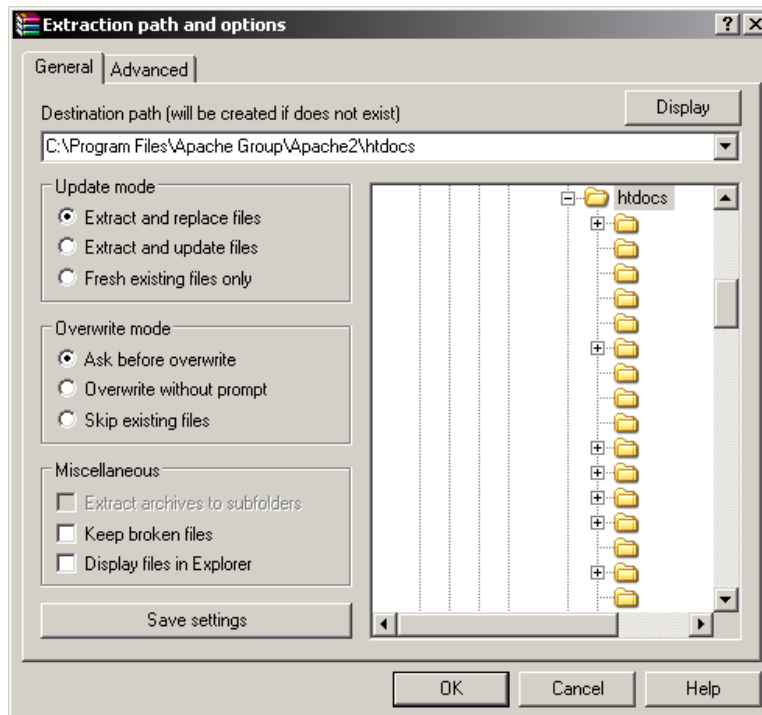 Extraction path and options
General
Advanced
Destination path (will be created if does not exist)
Display
C:\Program Files\Apache Group\Apache2\htdocs
Update mode
Extract and replace files
Extract and update files
Fresh existing files only
Overwrite mode
Ask before overwrite
Overwrite without prompt
Skip existing files
Miscellaneous
Extract archives to subfolders
Keep broken files
Display files in Explorer
Save settings
htdocs
OK
Cancel
Help